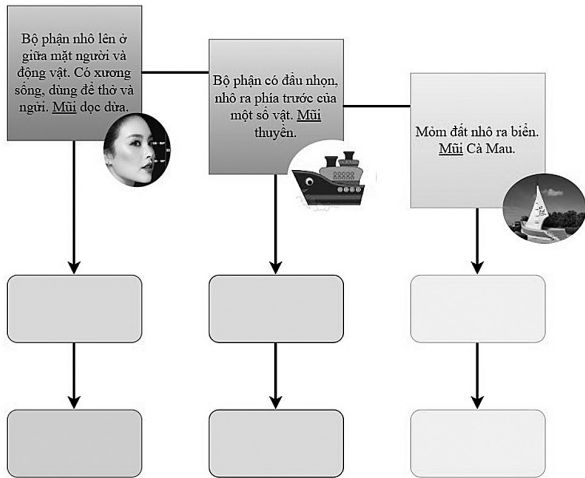 Bộ phận nhô lên ở
giữa mặt người và
động vật. Có xương
sống, dùng để thở và
ngửi. Mũi dọc dừa.
Bộ phận có đầu nhọn,
nhô ra phía trước của
một số vật. Mũi
thuyền.
Mỏm đất nhô ra biển.
Mũi Cà Mau.